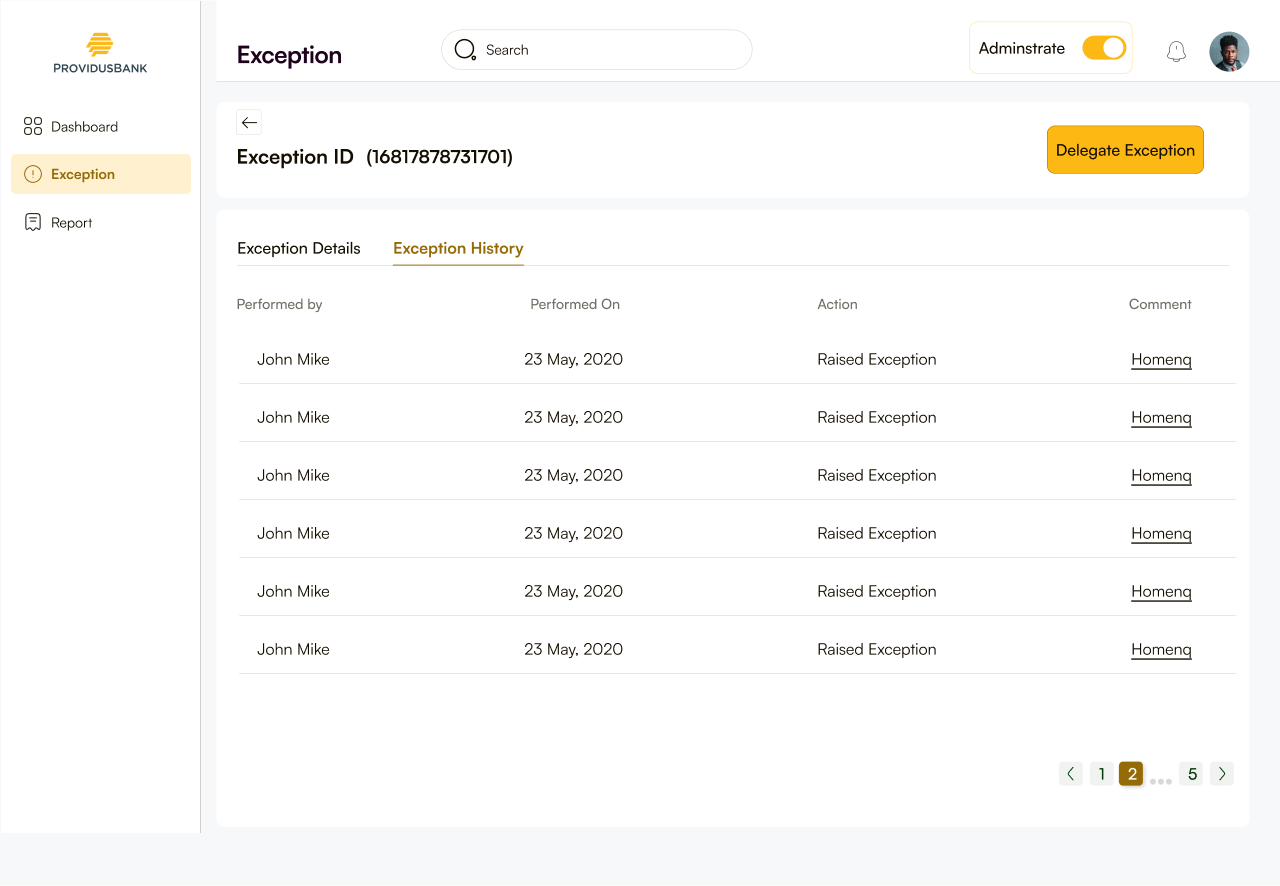 PROVIDUSBANK
Exception
Search
Adminstrate
Dashboard
Exception
Report
Exception ID (16817878731701)
Delegate Exception
Exception Details Exception History
Performed by Performed On Action Comment
John Mike 23 May, 2020 Raised Exception Homenq
John Mike 23 May, 2020 Raised Exception Homenq
John Mike 23 May, 2020 Raised Exception Homenq
John Mike 23 May, 2020 Raised Exception Homenq
John Mike 23 May, 2020 Raised Exception Homenq
John Mike 23 May, 2020 Raised Exception Homenq
1 2 ... 5